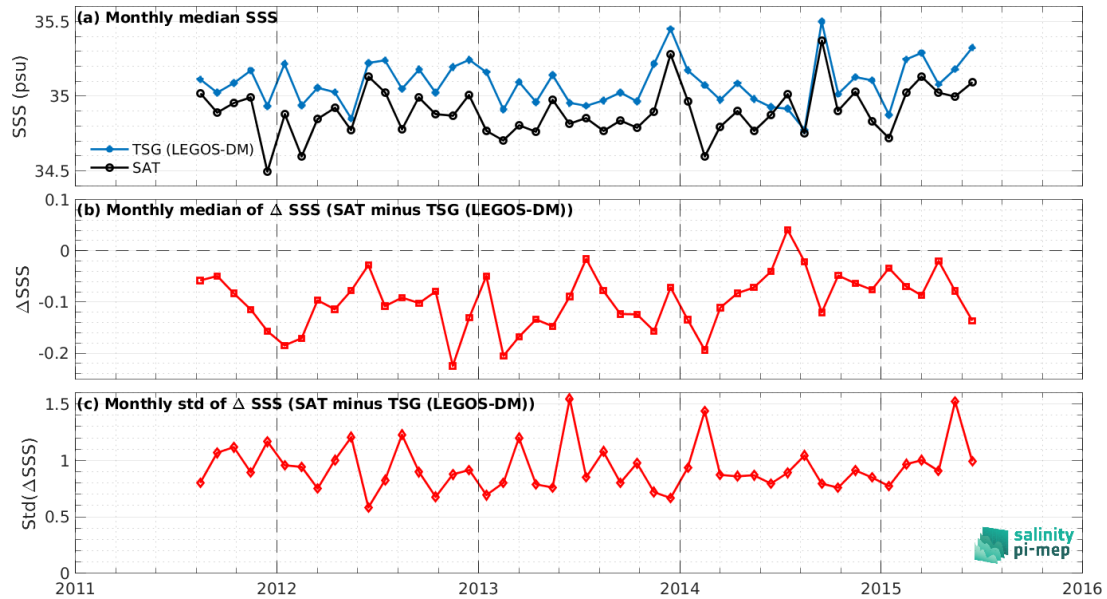 (a) Monthly median SSS
35.5
35
34.5
SSS (psu)
TSG (LEGOS-DM)
SAT
(b) Monthly median of Δ SSS (SAT minus TSG (LEGOS-DM))
0.1
0
-0.1
-0.2
ΔSSS
(c) Monthly std of Δ SSS (SAT minus TSG (LEGOS-DM))
1.5
1
0.5
0
Std(ΔSSS)
salinity
pi-mep
2011 2012 2013 2014 2015 2016